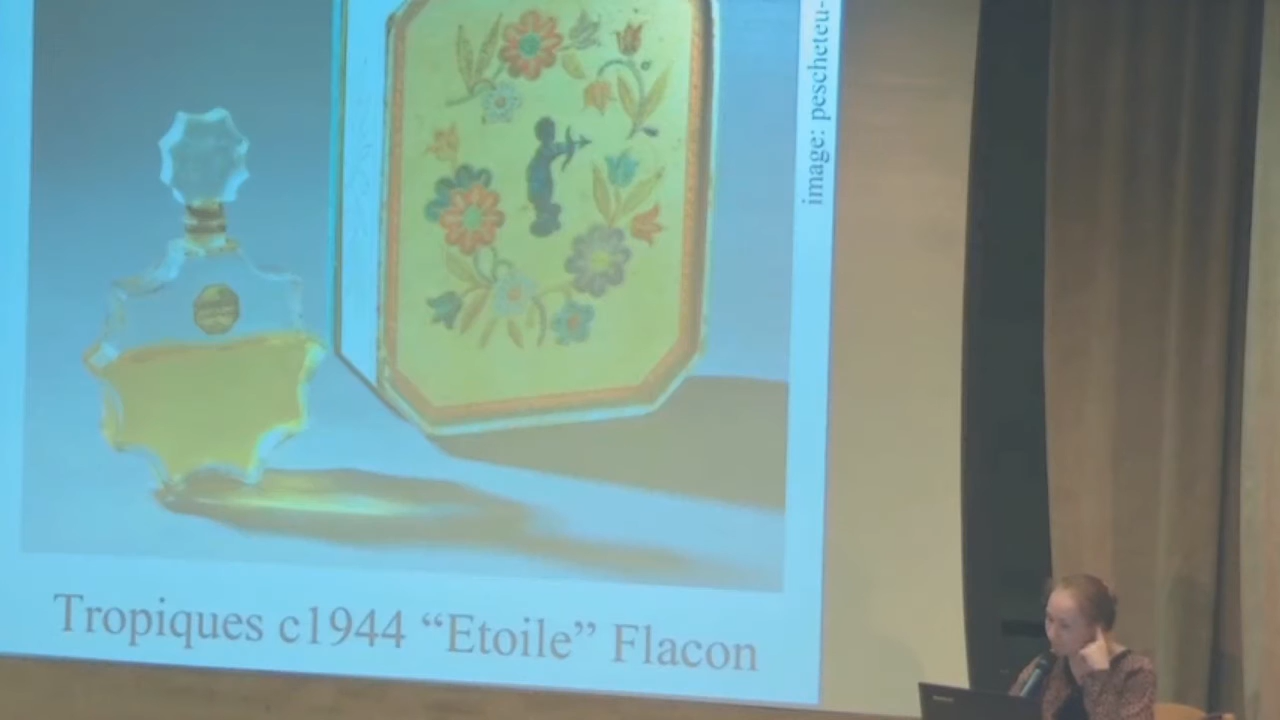 image: pescheteu-
Tropiques c1944 “Etoile” Flacon